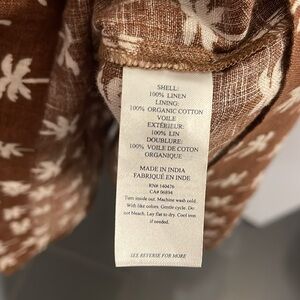 SHELL:
100% LINEN
LINING:
100% ORGANIC COTTON
VOILE
EXTÉRIEUR:
100% LIN
DOUBLURE:
100% VOILE DE COTON
ORGANIQUE
MADE IN INDIA
FABRIQUÉ EN INDE
RN# 140476
CA# 06894
Turn inside out. Machine wash cold.
With like colors. Gentle cycle. Do
not bleach. Lay flat to dry. Cool iron
if needed.
SEE REVERSE FOR MORE